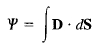 Ψ = ∫ D · dS